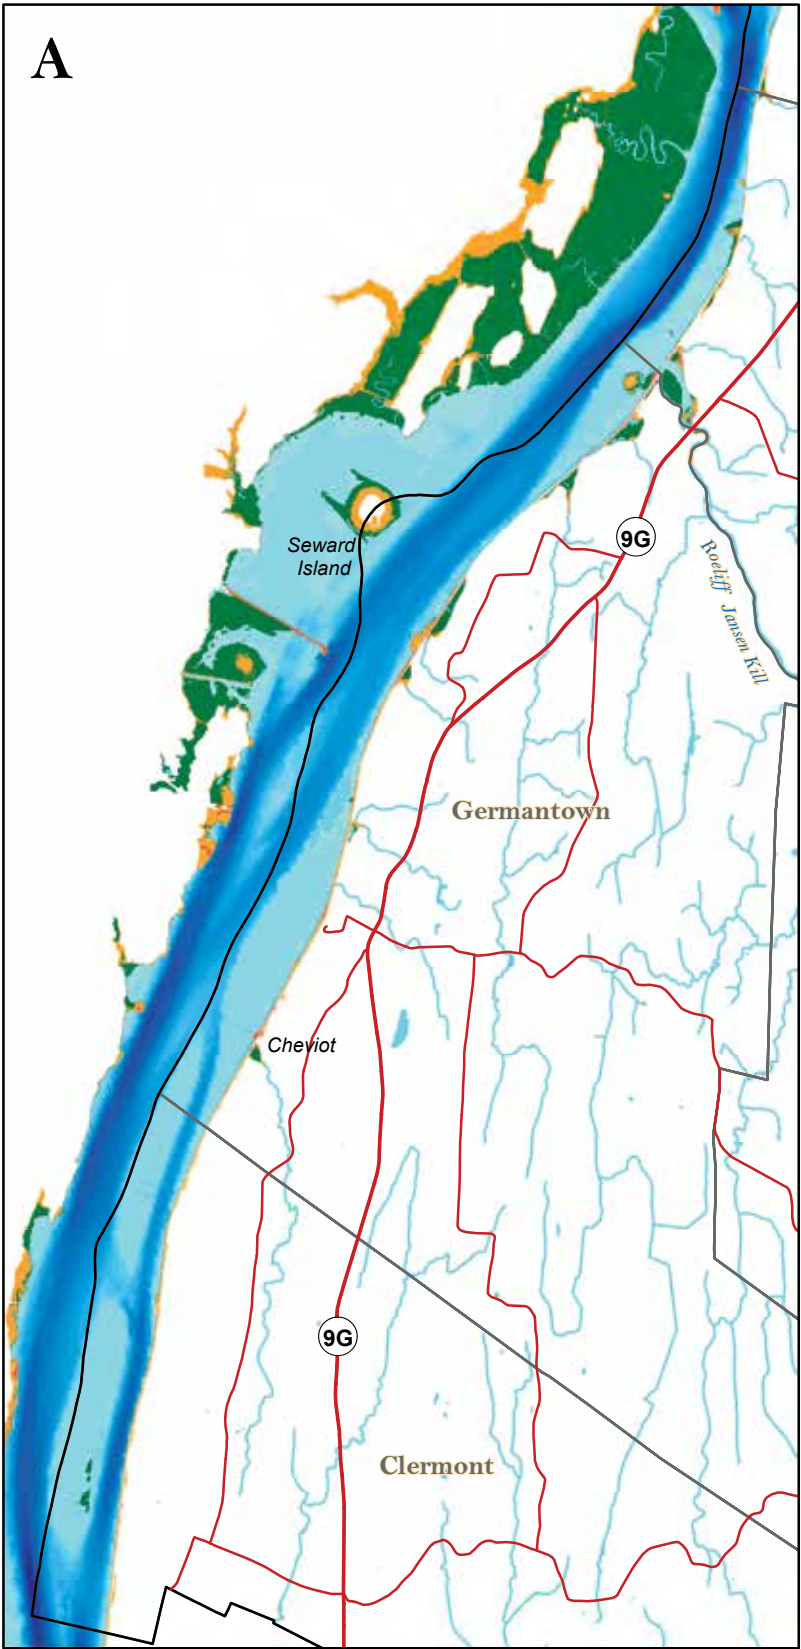 A
Seward
Island
9G
Roeliff Jansen Kill
Germantown
Cheviot
9G
Clermont